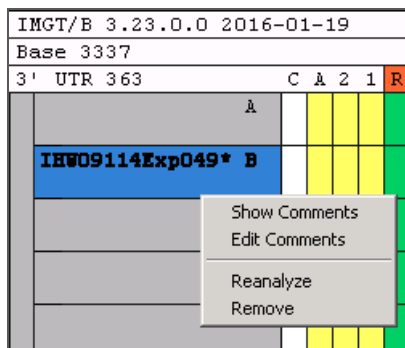 IMGT/B 3.23.0.0 2016-01-19
Base 3337
3' UTR 363 C A 2 1 R
A
IHW09114Exp049* B
Show Comments
Edit Comments
Reanalyze
Remove